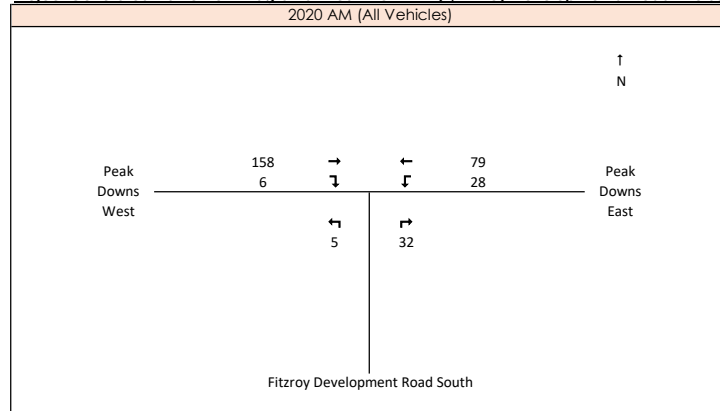 2020 AM (All Vehicles)
↑
N
158 → ← 79
6 ↴ 28
5 32
Peak
Downs
West
Peak
Downs
East
Fitzroy Development Road South